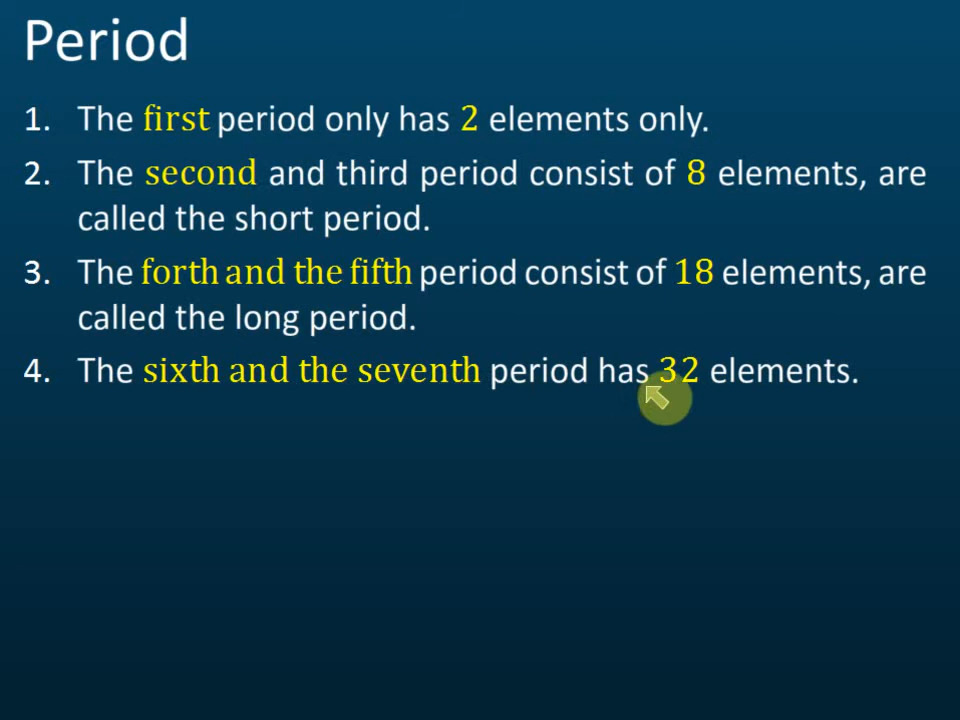 Period
1. The first period only has 2 elements only.
2. The second and third period consist of 8 elements, are
called the short period.
3. The forth and the fifth period consist of 18 elements, are
called the long period.
4. The sixth and the seventh period has 32 elements.